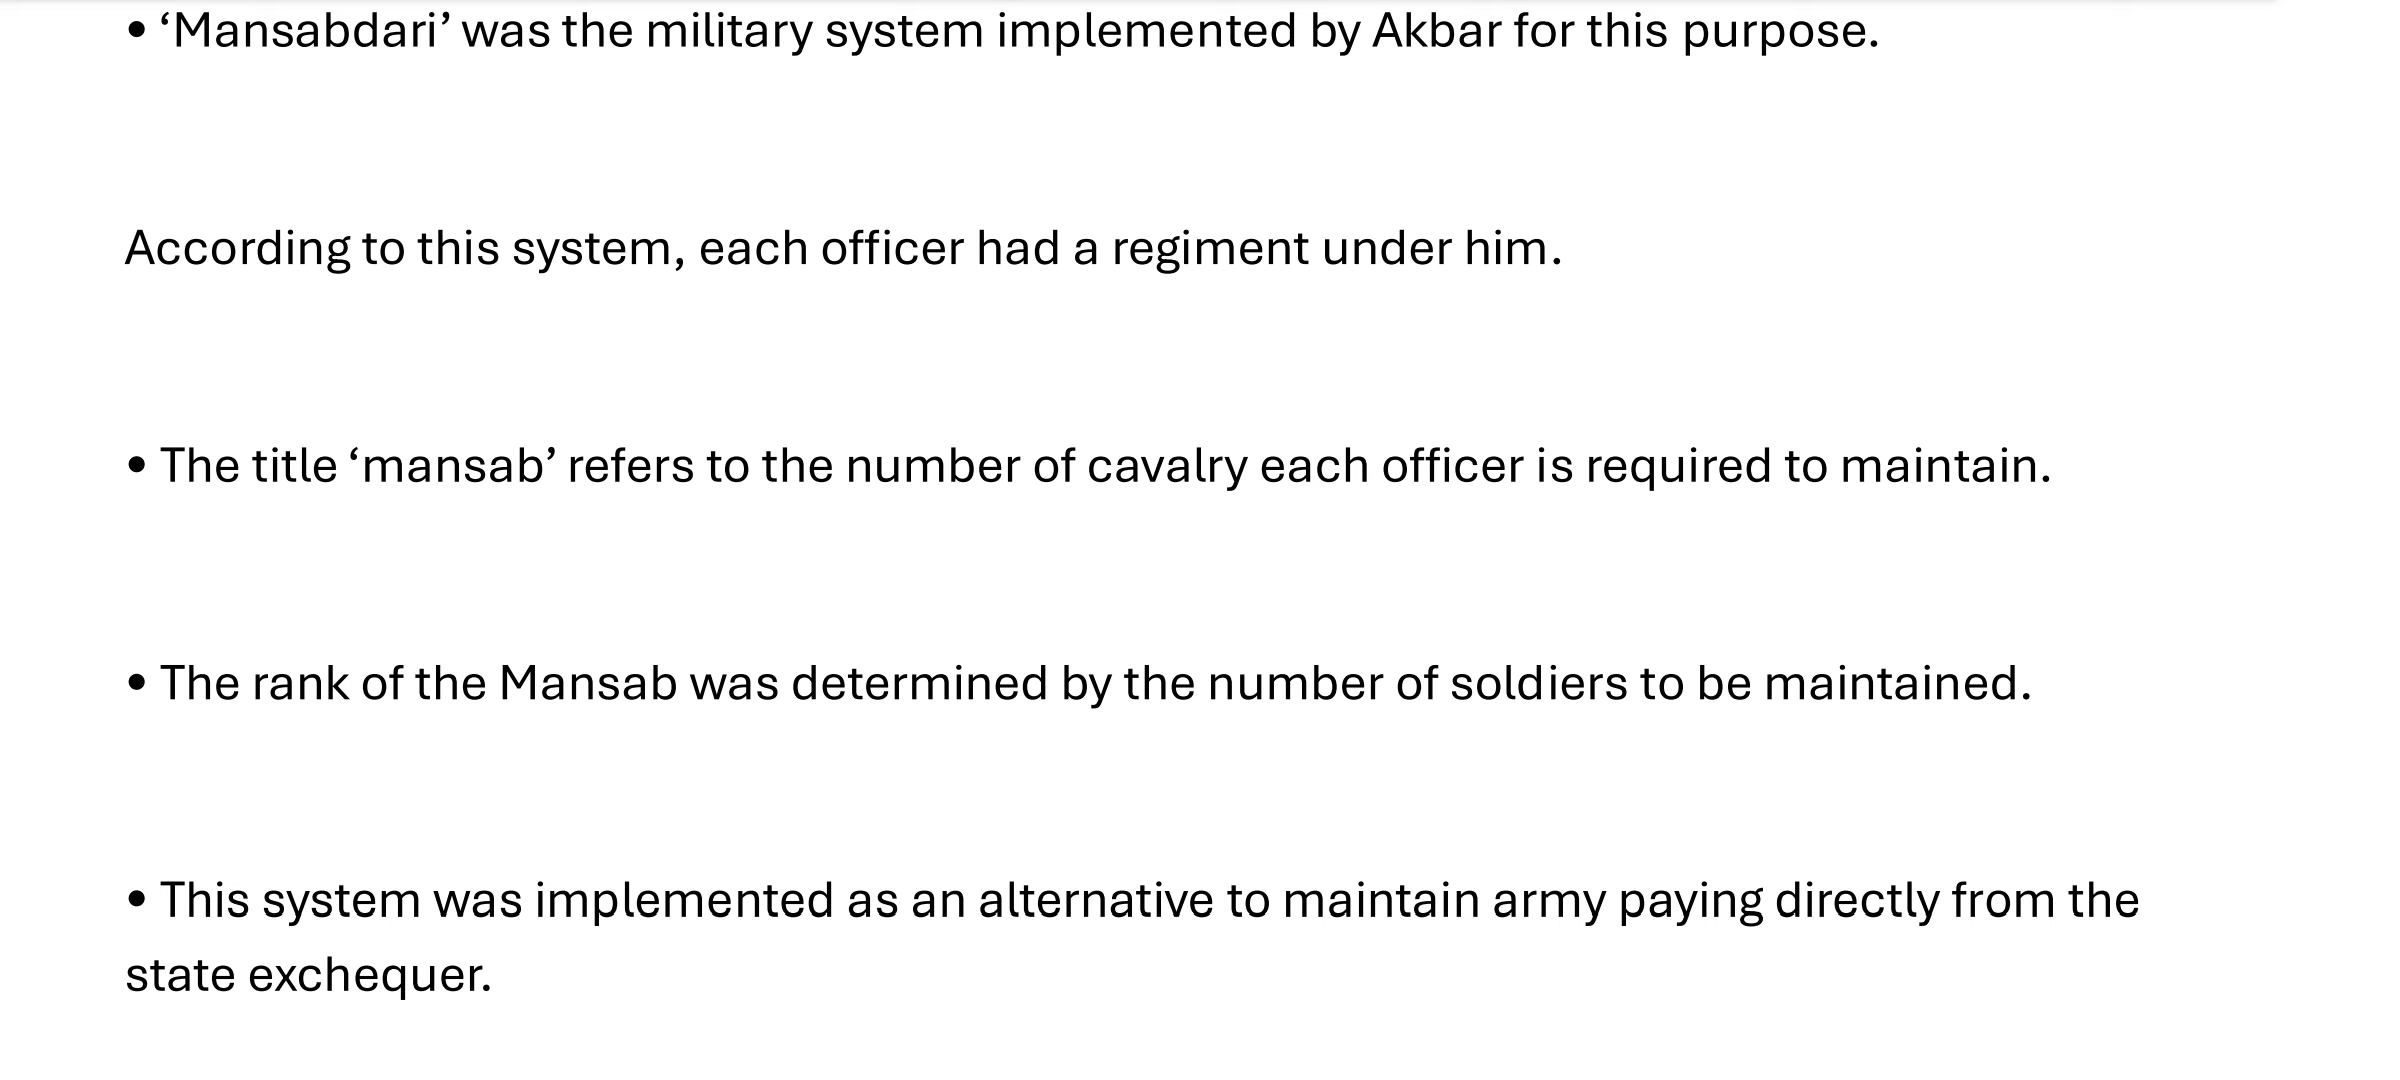 • ‘Mansabdari’ was the military system implemented by Akbar for this purpose.
According to this system, each officer had a regiment under him.
• The title ‘mansab’ refers to the number of cavalry each officer is required to maintain.
• The rank of the Mansab was determined by the number of soldiers to be maintained.
• This system was implemented as an alternative to maintain army paying directly from the
state exchequer.